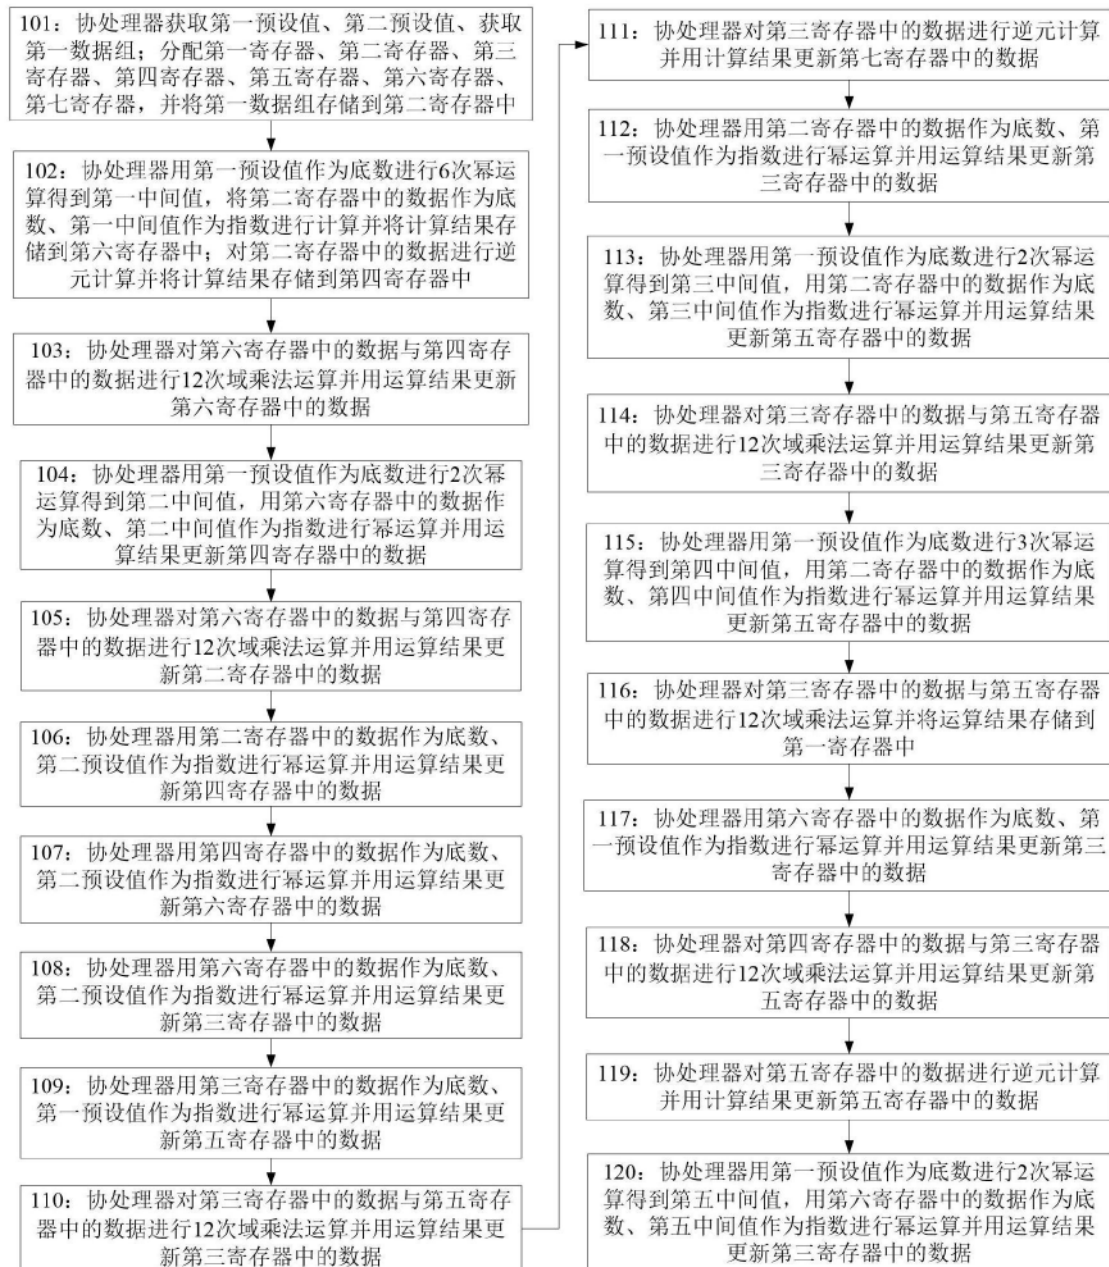 101：协处理器获取第一预设值、第二预设值、获取
第一数据组；分配第一寄存器、第二寄存器、第三
寄存器、第四寄存器、第五寄存器、第六寄存器、
第七寄存器，并将第一数据组存储到第二寄存器中
102：协处理器用第一预设值作为底数进行6次幂运
算得到第一中间值，将第二寄存器中的数据作为底
数、第一中间值作为指数进行计算并将计算结果存
储到第六寄存器中；对第二寄存器中的数据进行逆
元计算并将计算结果存储到第四寄存器中
103：协处理器对第六寄存器中的数据与第四寄存
器中的数据进行12次域乘法运算并用运算结果更新
第六寄存器中的数据
104：协处理器用第一预设值作为底数进行2次幂
运算得到第二中间值，用第六寄存器中的数据作
为底数、第二中间值作为指数进行幂运算并用运
算结果更新第四寄存器中的数据
105：协处理器对第六寄存器中的数据与第四寄存
器中的数据进行12次域乘法运算并用运算结果更
新第二寄存器中的数据
106：协处理器用第二寄存器中的数据作为底数、
第二预设值作为指数进行幂运算并用运算结果更
新第四寄存器中的数据
107：协处理器用第四寄存器中的数据作为底数、
第二预设值作为指数进行幂运算并用运算结果更
新第六寄存器中的数据
108：协处理器用第六寄存器中的数据作为底数、
第二预设值作为指数进行幂运算并用运算结果更
新第三寄存器中的数据
109：协处理器用第三寄存器中的数据作为底数、
第一预设值作为指数进行幂运算并用运算结果更
新第五寄存器中的数据
110：协处理器对第三寄存器中的数据与第五寄存
器中的数据进行12次域乘法运算并用运算结果更
新第三寄存器中的数据
111：协处理器对第三寄存器中的数据进行逆元计算
并用计算结果更新第七寄存器中的数据
112：协处理器用第二寄存器中的数据作为底数、第
一预设值作为指数进行幂运算并用运算结果更新第
三寄存器中的数据
113：协处理器用第一预设值作为底数进行2次幂运
算得到第三中间值，用第二寄存器中的数据作为底
数、第三中间值作为指数进行幂运算并用运算结果
更新第五寄存器中的数据
114：协处理器对第三寄存器中的数据与第五寄存器
中的数据进行12次域乘法运算并用运算结果更新第
三寄存器中的数据
115：协处理器用第一预设值作为底数进行3次幂运
算得到第四中间值，用第二寄存器中的数据作为底
数、第四中间值作为指数进行幂运算并用运算结果
更新第五寄存器中的数据
116：协处理器对第三寄存器中的数据与第五寄存器
中的数据进行12次域乘法运算并将运算结果存储到
第一寄存器中
117：协处理器用第六寄存器中的数据作为底数、第
一预设值作为指数进行幂运算并用运算结果更新第三
寄存器中的数据
118：协处理器对第四寄存器中的数据与第三寄存器
中的数据进行12次域乘法运算并用运算结果更新第
五寄存器中的数据
119：协处理器对第五寄存器中的数据进行逆元计算
并用计算结果更新第五寄存器中的数据
120：协处理器用第一预设值作为底数进行2次幂运
算得到第五中间值，用第六寄存器中的数据作为底
数、第五中间值作为指数进行幂运算并用运算结果
更新第三寄存器中的数据